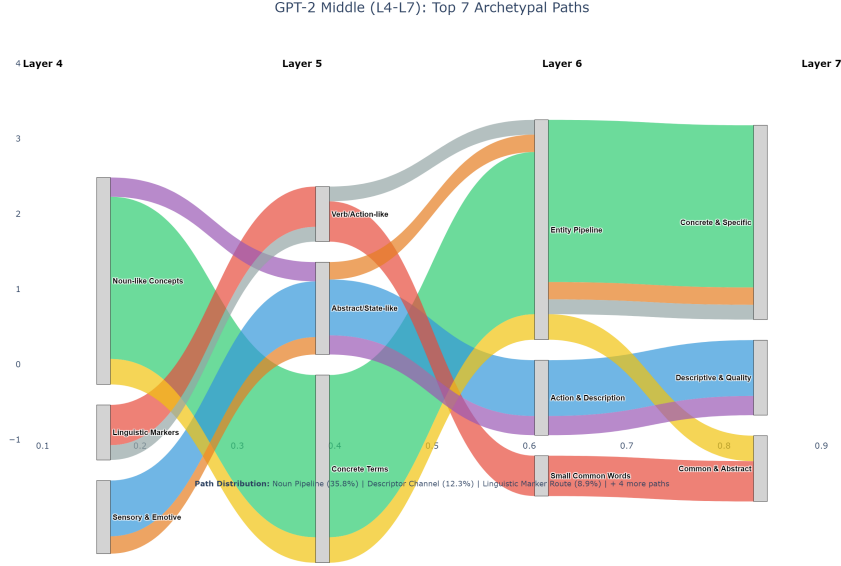 GPT-2 Middle (L4-L7): Top 7 Archetypal Paths
4 Layer 4 Layer 5 Layer 6 Layer 7
3
Verb/Action-like
2
Concrete & Specific
Entity Pipeline
1
Noun-like Concepts
Abstract/State-like
0
Descriptive & Quality
Action & Description
Linguistic Markers
−1
0.1 0.2 0.3 0.4 0.5 0.6 0.7 0.8 0.9
Concrete Terms
Common & Abstract
Small Common Words
Path Distribution: Noun Pipeline (35.8%) | Descriptor Channel (12.3%) | Linguistic Marker Route (8.9%) | + 4 more paths
Sensory & Emotive